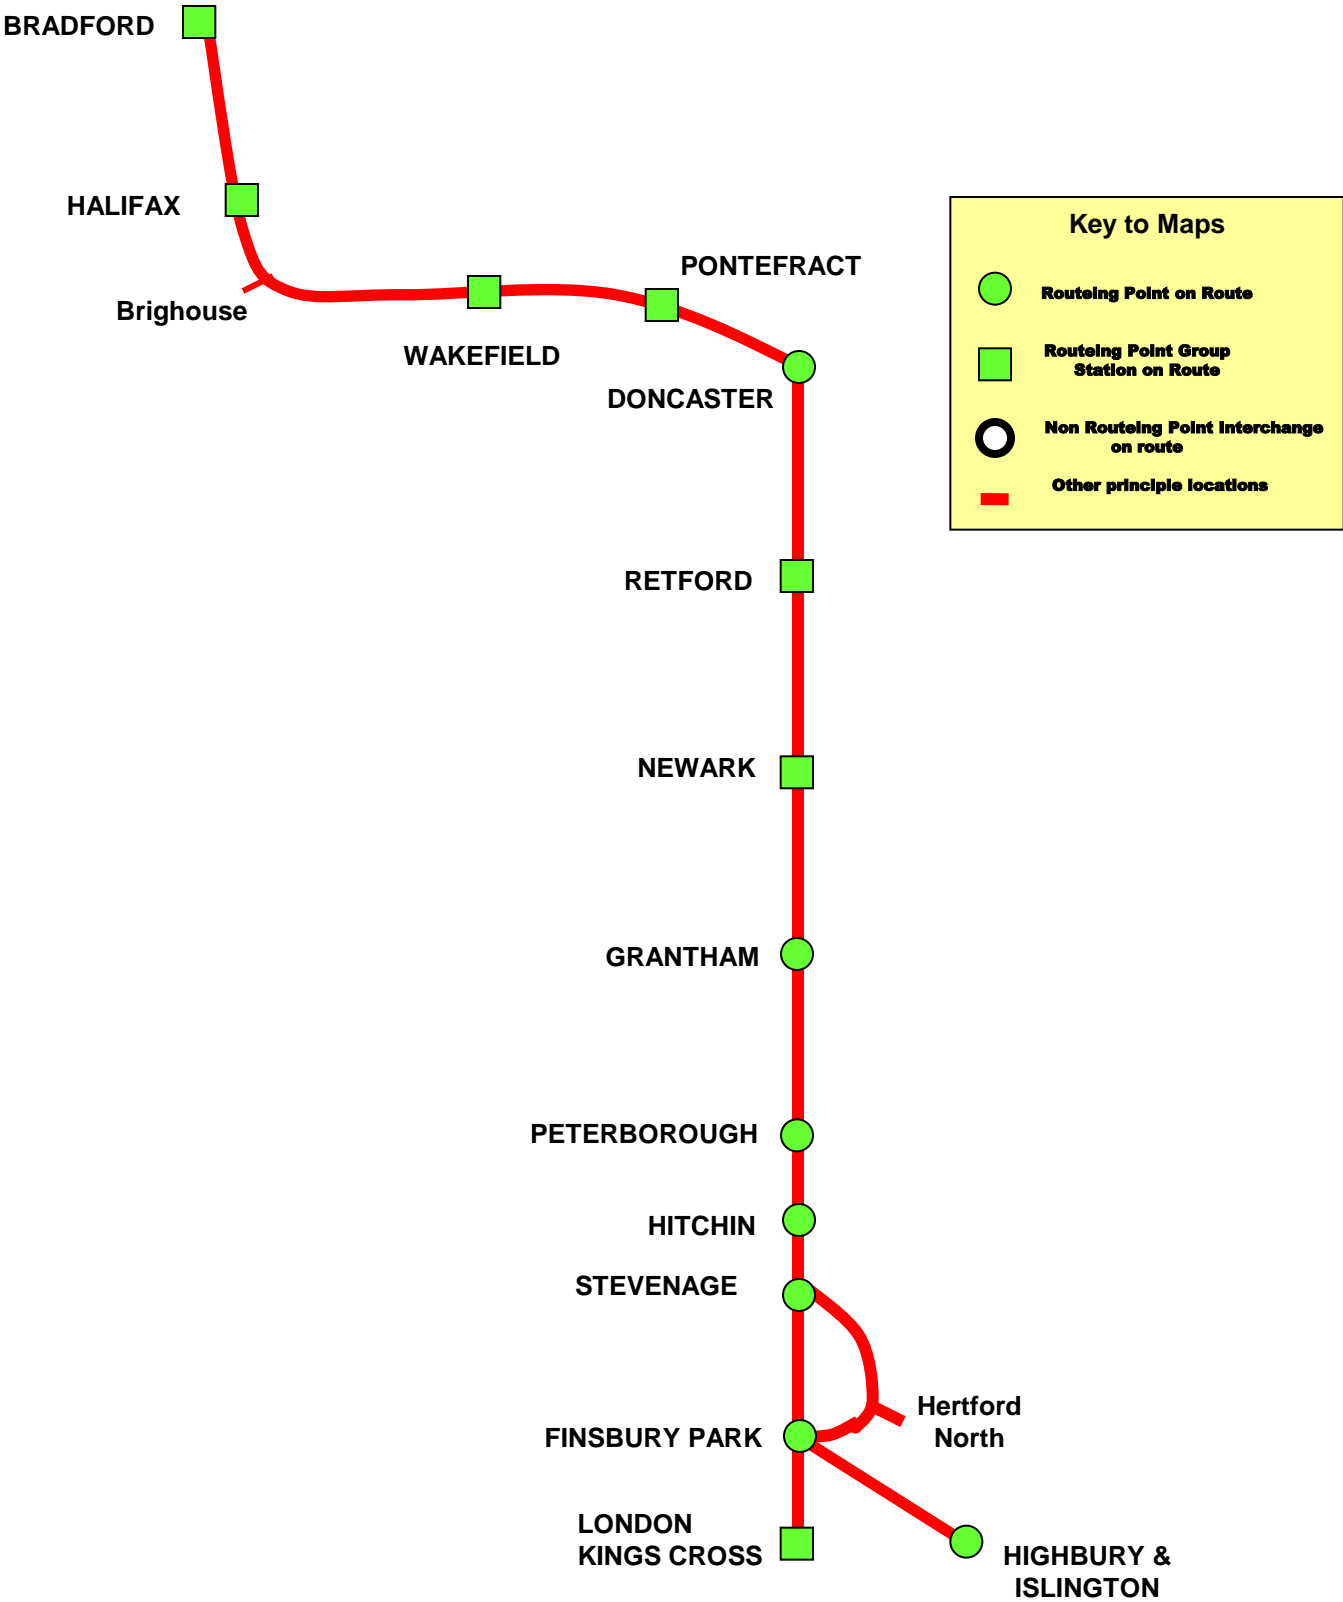 BRADFORD
HALIFAX
Key to Maps
PONTEFRACT
Routeing Point on Route
Brighouse
WAKEFIELD
Routeing Point Group
Station on Route
DONCASTER
Non Routeing Point Interchange
on route
Other principle locations
RETFORD
NEWARK
GRANTHAM
PETERBOROUGH
HITCHIN
STEVENAGE
Hertford
North
FINSBURY PARK
LONDON
KINGS CROSS
HIGHBURY &
ISLINGTON